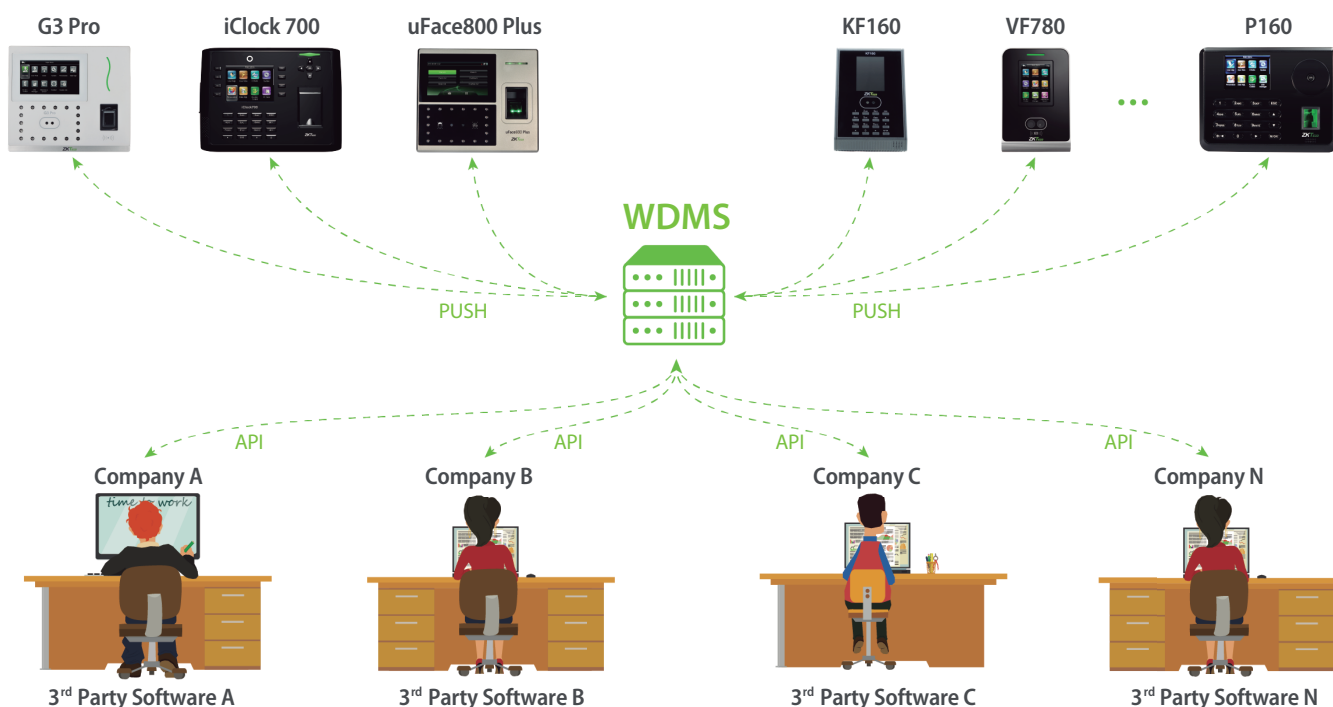 G3 Pro
iClock 700
uFace800 Plus
KF160
VF780
P160
WDMS
PUSH
PUSH
API
API
API
API
Company A
Company B
Company C
Company N
time to work
3rd Party Software A
3rd Party Software B
3rd Party Software C
3rd Party Software N